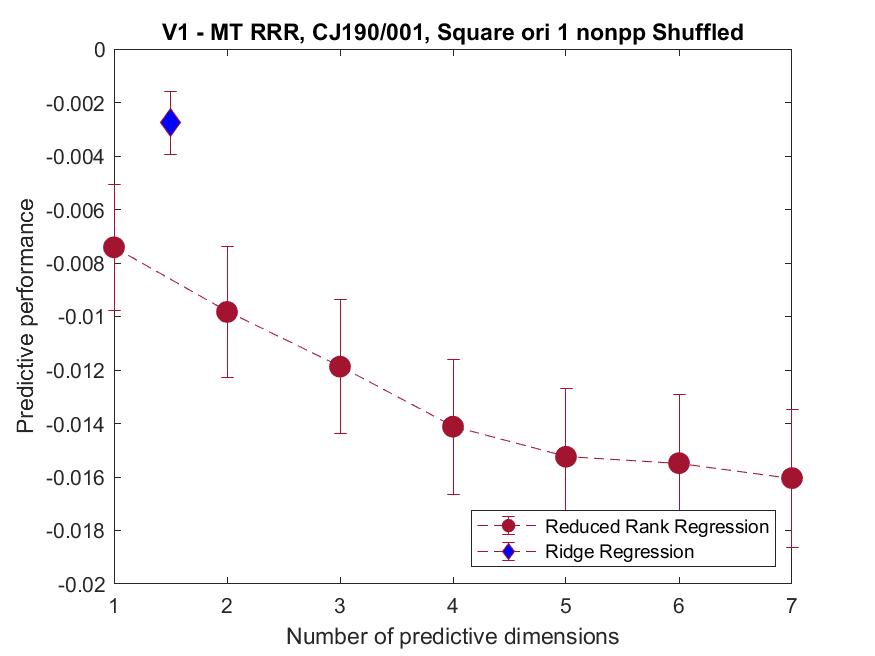 V1 - MT RRR, CJ190/001, Square ori 1 nonpp Shuffled
0
-0.002
-0.004
-0.006
-0.008
-0.01
-0.012
-0.014
-0.016
-0.018
-0.02
Predictive performance
Reduced Rank Regression
Ridge Regression
1 2 3 4 5 6 7
Number of predictive dimensions